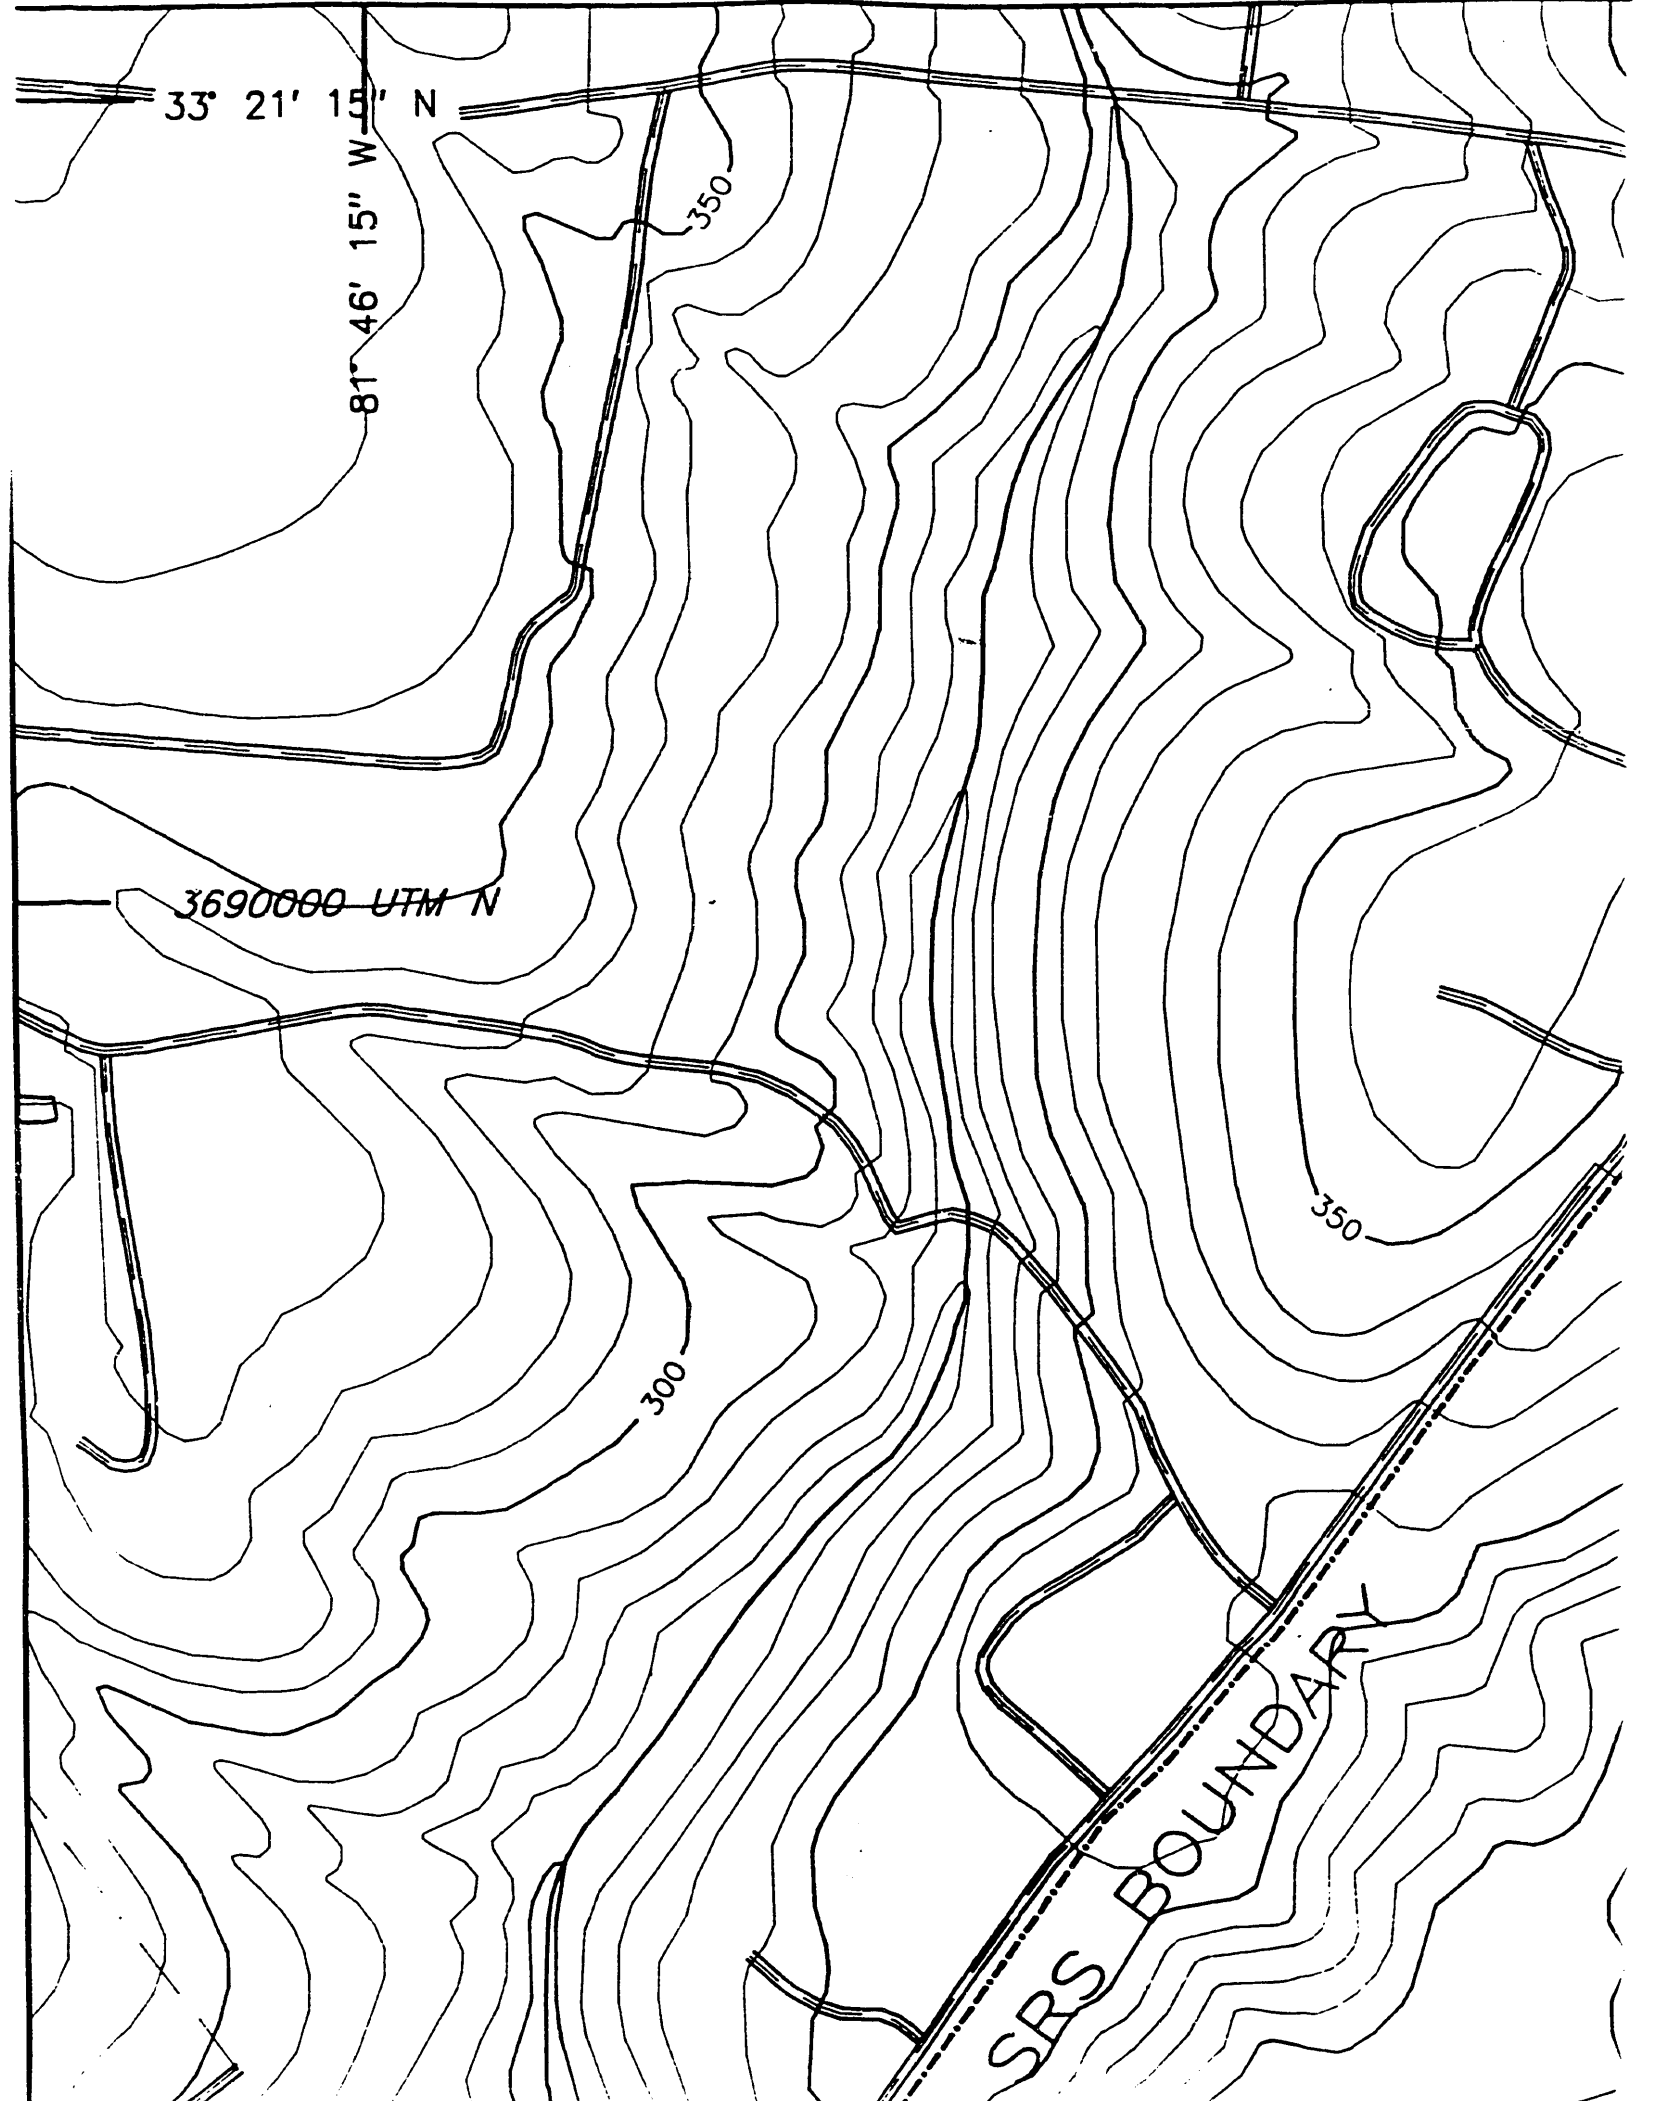 33° 21' 15" N
81° 46' 15" W
350
3690000 UTM N
350
300
SRS BOUNDARY